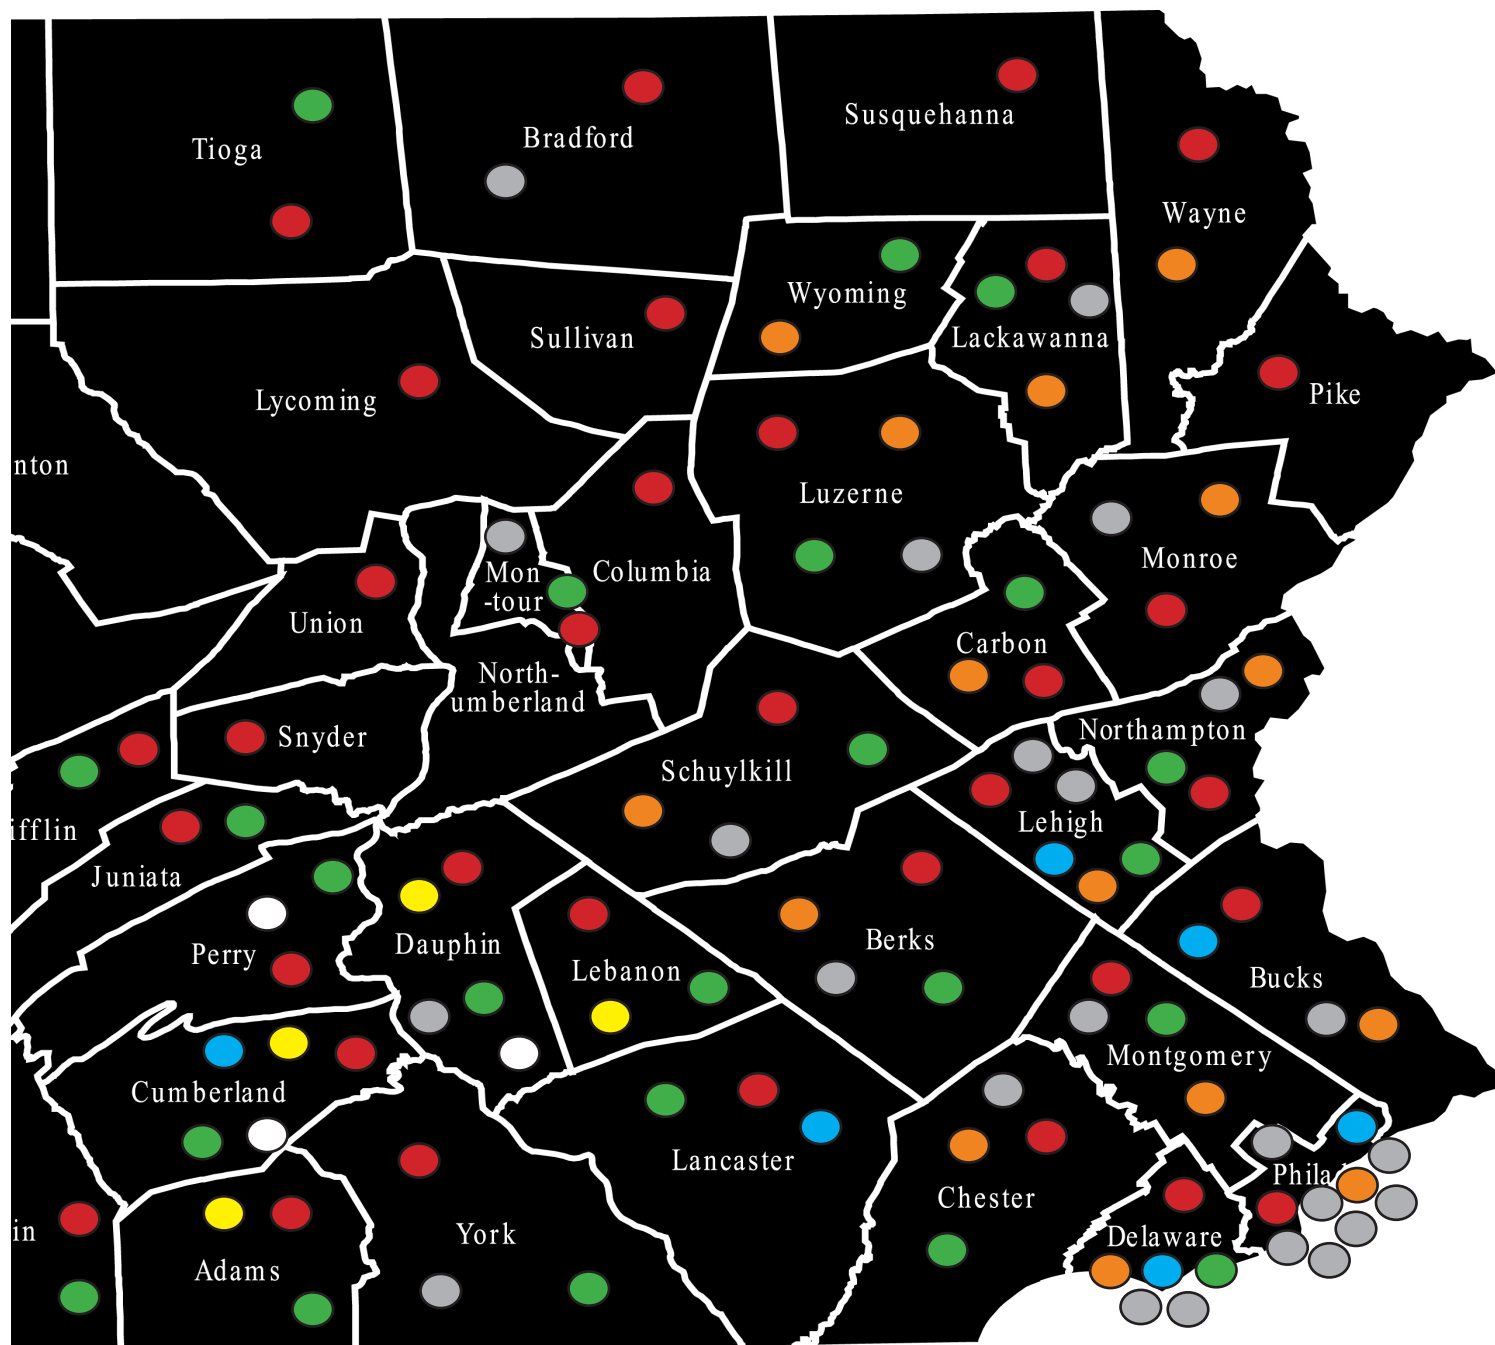 Susquehanna
Bradford
Tioga
Wayne
Wyoming
Sullivan
Lackawanna
Pike
Lycoming
nton
Luzerne
Monroe
Mon
-tour
Columbia
Union
Carbon
North-
umberland
Northampton
Snyder
Schuylkill
Lehigh
ifflin
Juniata
Berks
Dauphin
Perry
Lebanon
Bucks
Montgomery
Cumberland
Lancaster
Philad
Chester
in
York
Delaware
Adams